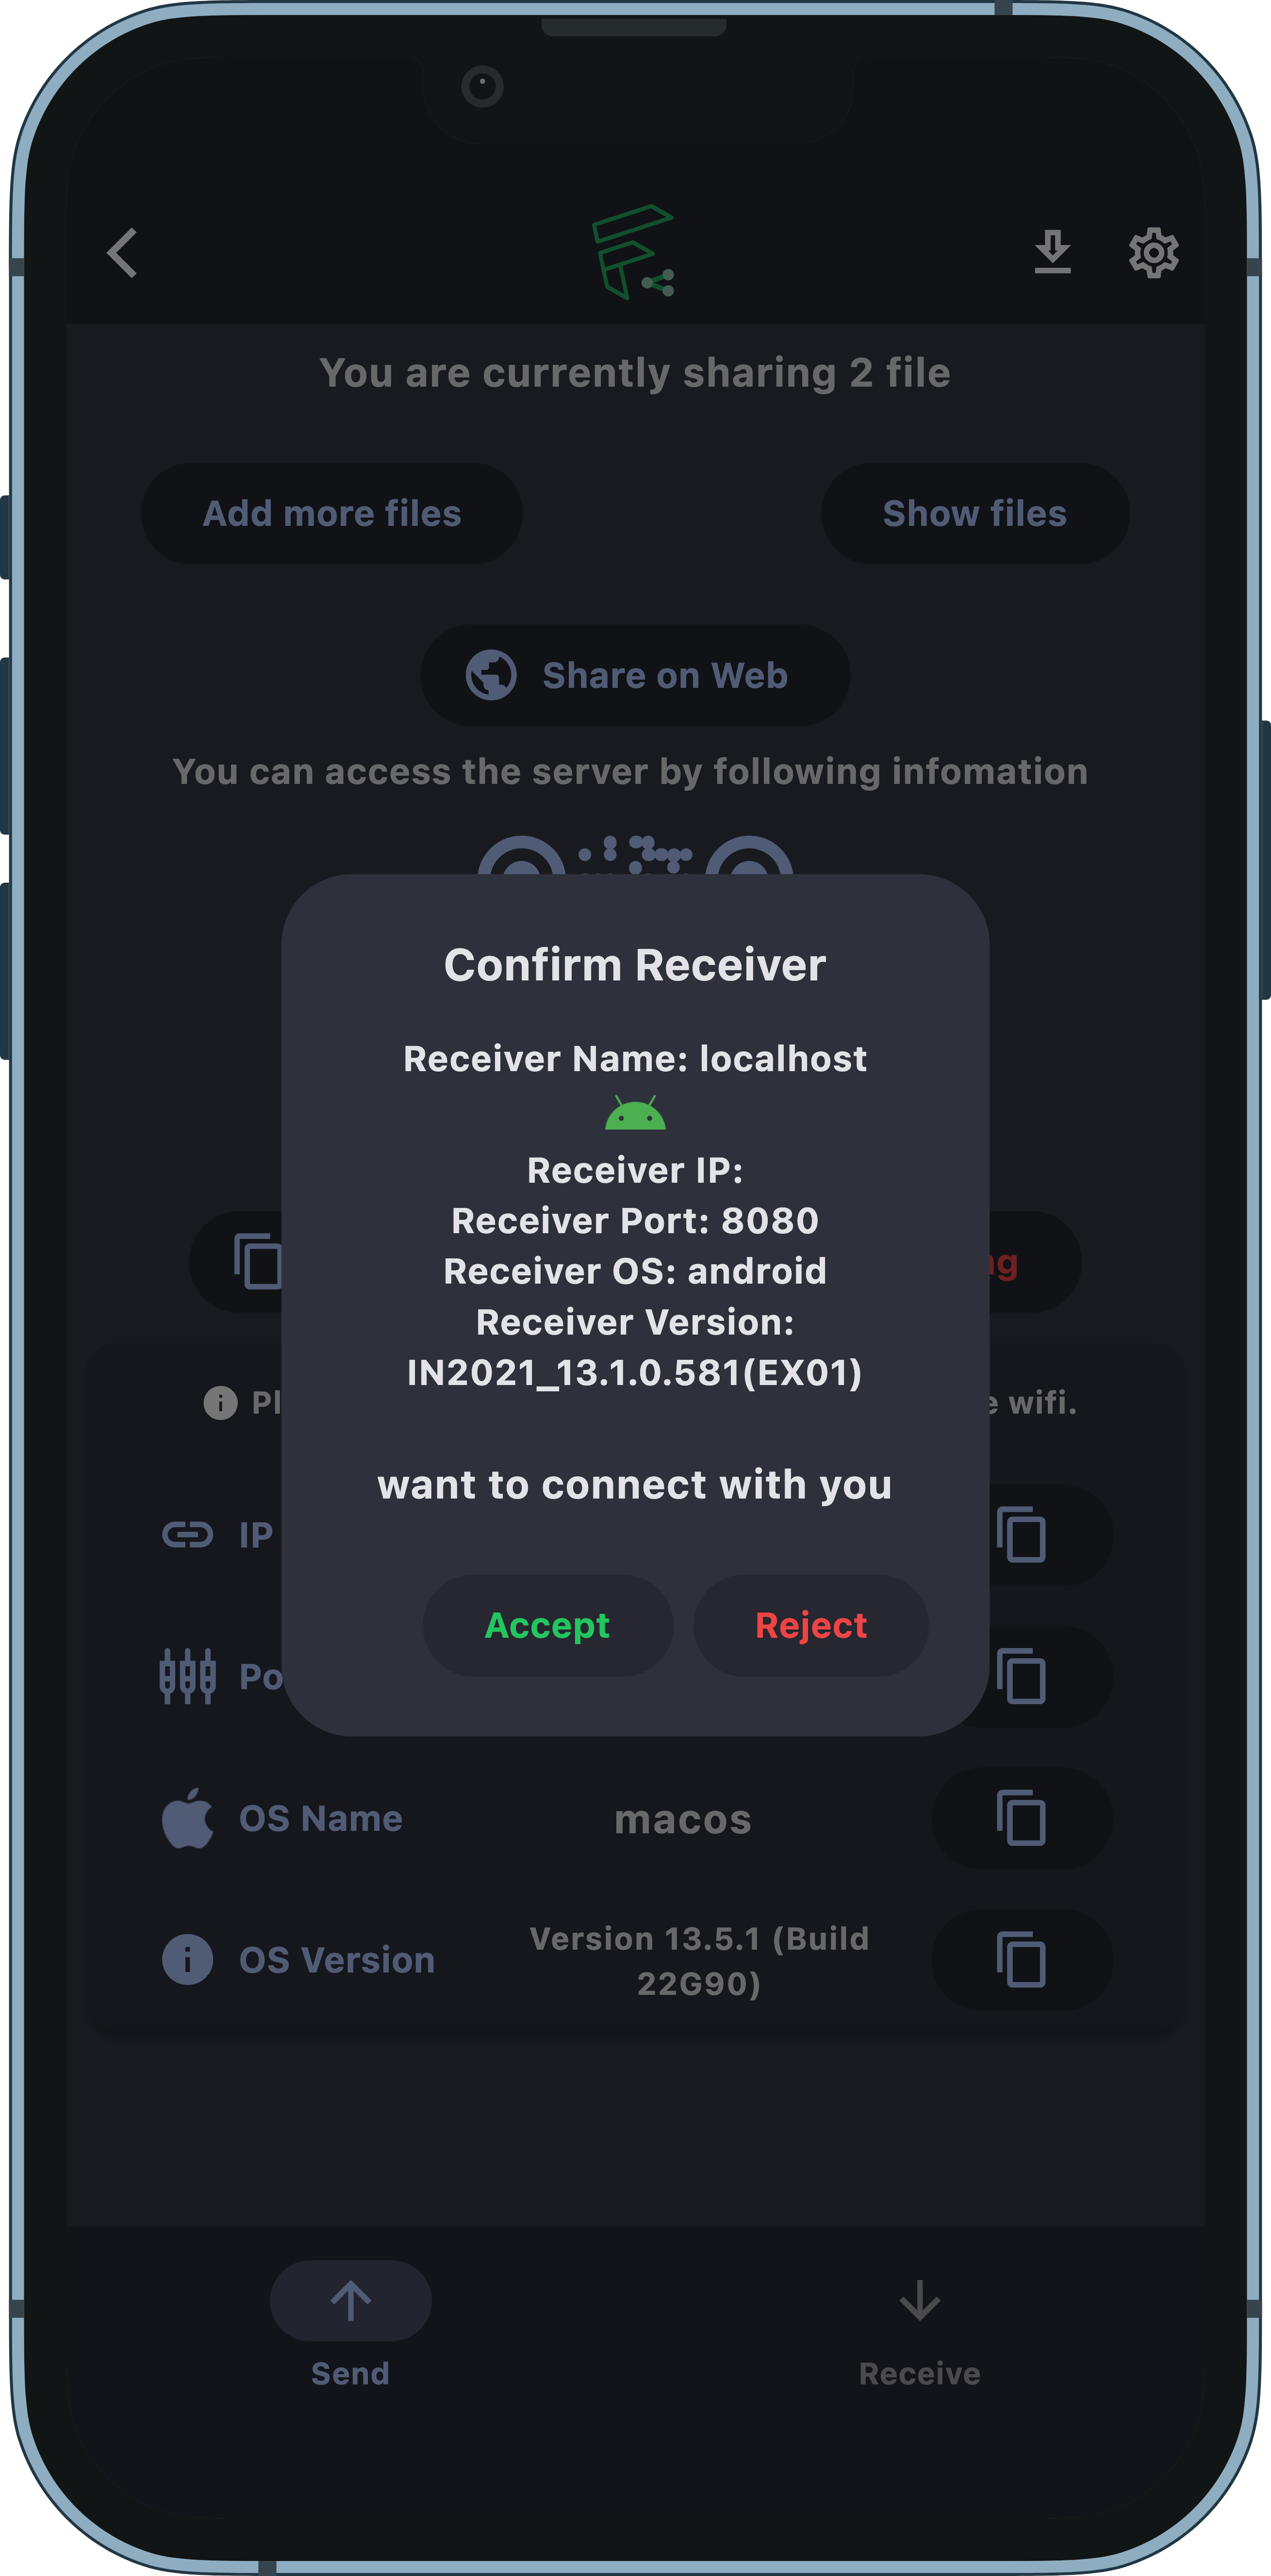 You are currently sharing 2 file
Add more files
Show files
Share on Web
You can access the server by following infomation
Confirm Receiver
Receiver Name: localhost
Receiver IP:
Receiver Port: 8080
Receiver OS: android
Receiver Version:
IN2021_13.1.0.581(EX01)
wifi.
want to connect with you
IP
Accept
Reject
OS Name
macos
OS Version
Version 13.5.1 (Build
22G90)
Send
Receive